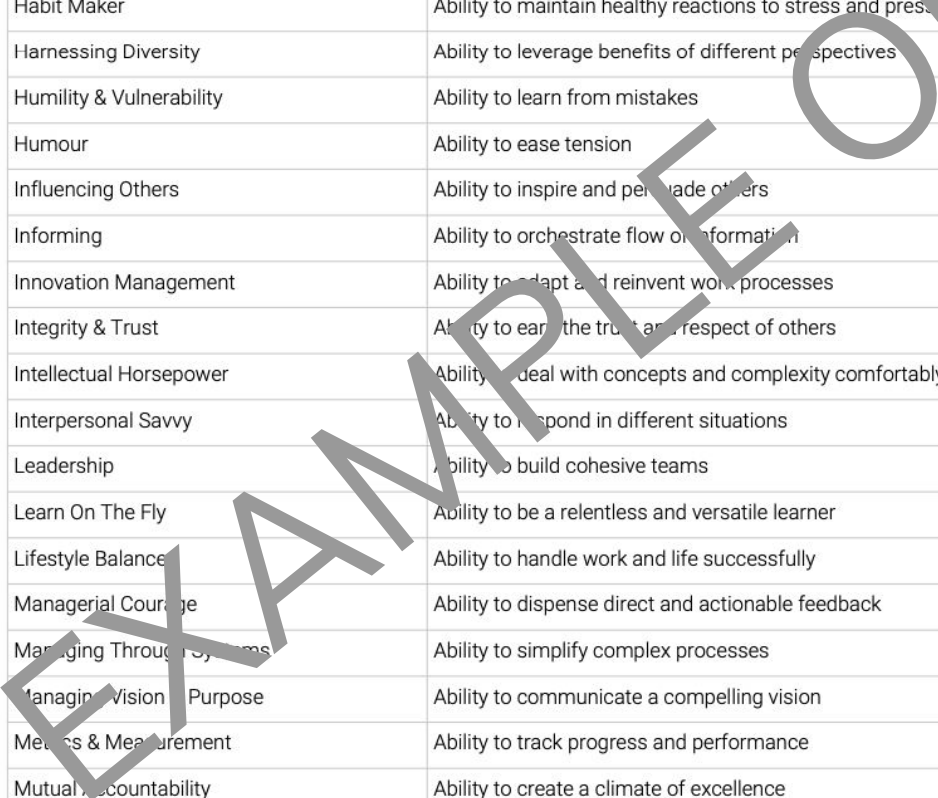 Habit Maker Ability to maintain healthy reactions to stress and
Harnessing Diversity Ability to leverage benefits of different perspectives
Humility & Vulnerability Ability to learn from mistakes
Humour Ability to ease tension
Influencing Others Ability to inspire and persuade others
Informing Ability to orchestrate flow of information
Innovation Management Ability to adapt and reinvent work processes
Integrity & Trust Ability to earn the trust and respect of others
Intellectual Horsepower Ability to deal with concepts and complexity comfortably
Interpersonal Savvy Ability to respond in different situations
Leadership Ability to build cohesive teams
Learn On The Fly Ability to be a relentless and versatile learner
Lifestyle Balance Ability to handle work and life successfully
Managerial Courage Ability to dispense direct and actionable feedback
Managing Through Systems Ability to simplify complex processes
Managing Vision Purpose Ability to communicate a compelling vision
Metrics & Measurement Ability to track progress and performance
Mutual Accountability Ability to create a climate of excellence
EXAMPLE